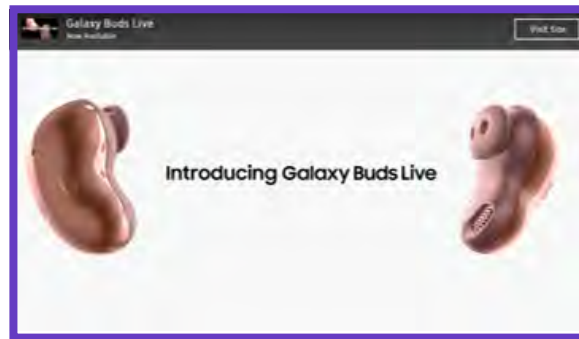 Galaxy Buds Live
Now Available
Visit Site
Introducing Galaxy Buds Live